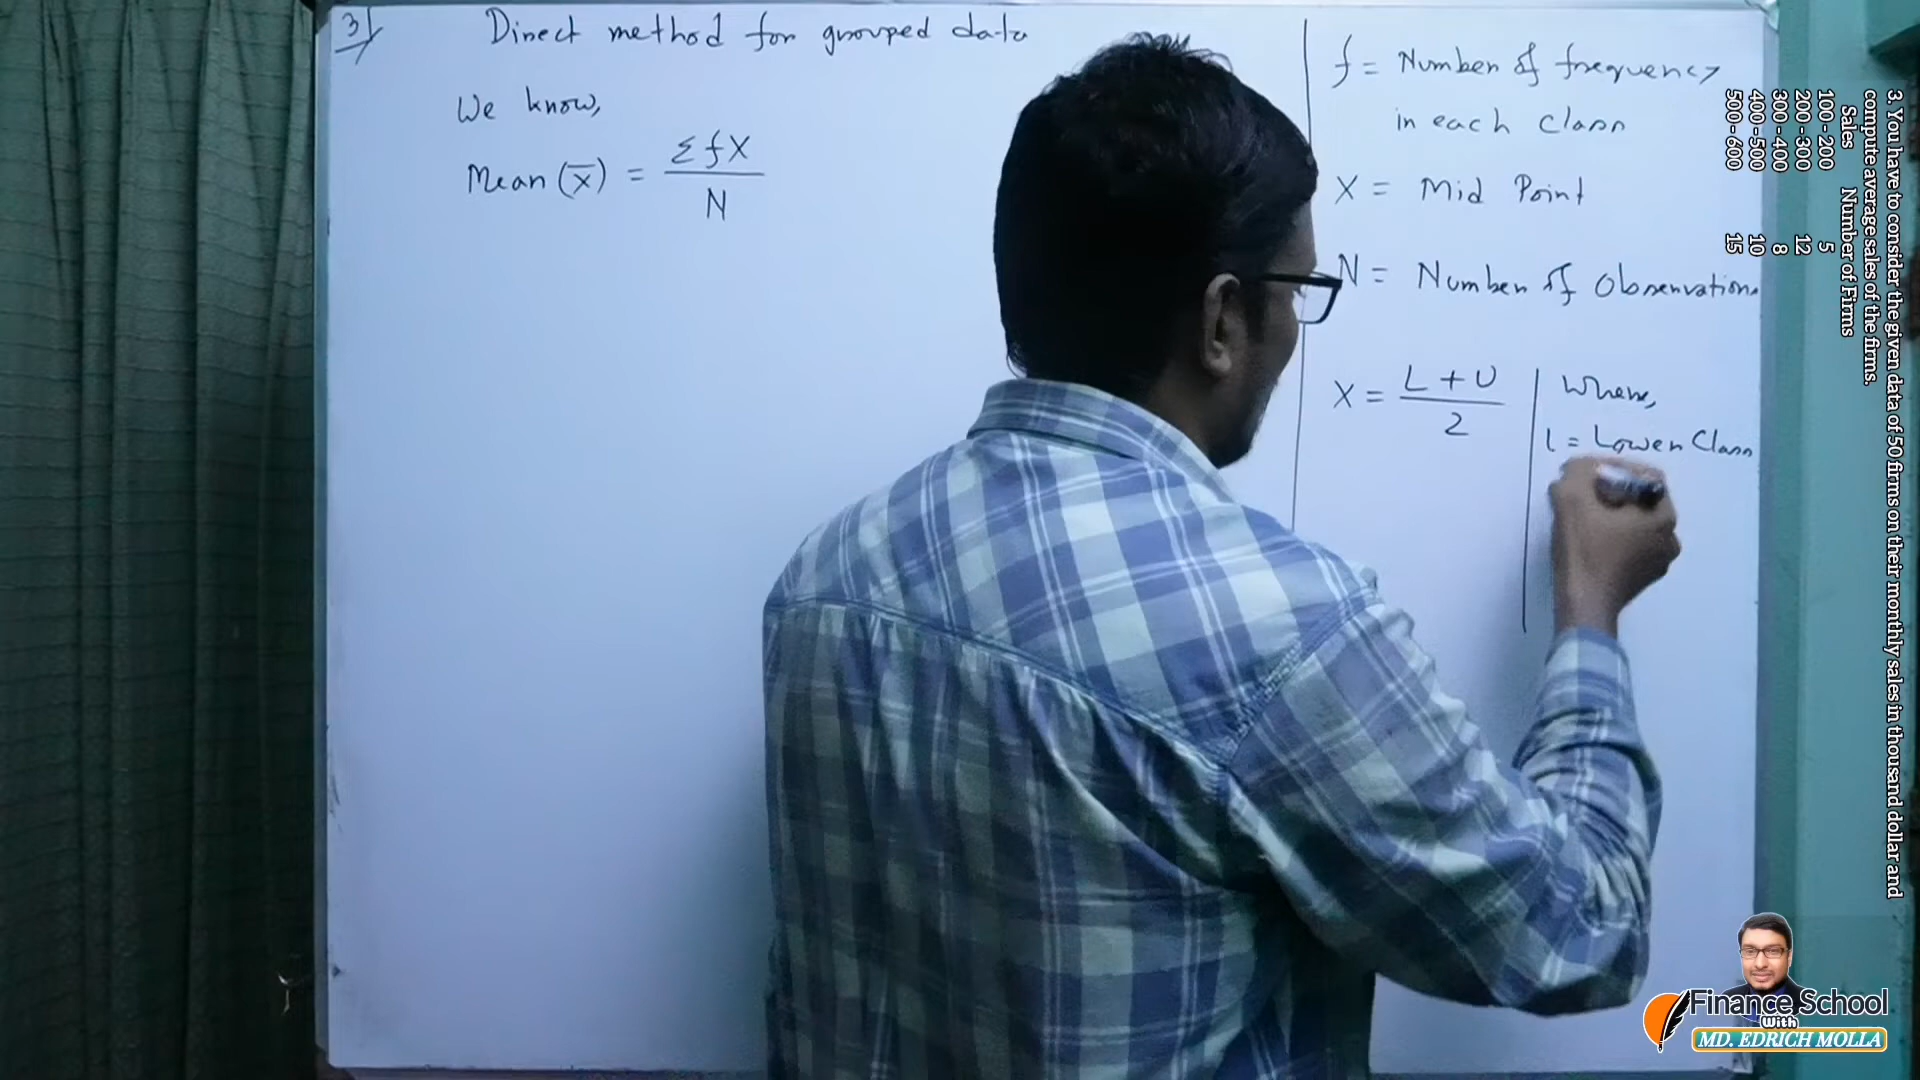 3/
Direct method for grouped data
We know,
Mean (x̄) = Σ f X / N
f = Number of frequency
in each class
X = Mid Point
N = Number of Observations
X = L + U / 2
Where,
L = Lower Class
3. You have to consider the given data of 50 firms on their monthly sales in thousand dollar and
compute average sales of the firms.
Sales Number of Firms
100 -200 5
200 -300 12
300 -400 8
400 -500 10
500 -600 15
Finance School
With
MD. EDRICH MOLLA